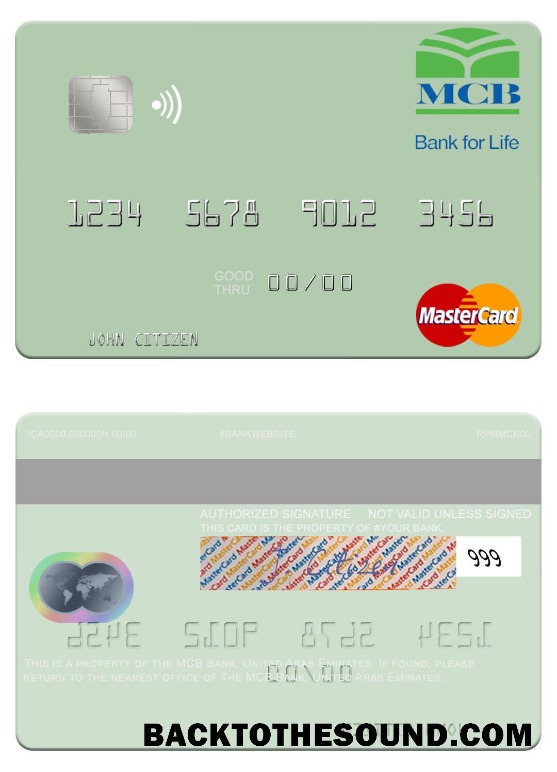 MCB
Bank for Life
1234 5678 9012 3456
GOOD THRU 00/00
MasterCard
JOHN CITIZEN
ICA0000 000000H 00/00 #BANKWEBSITE RPMMCN00
AUTHORIZED SIGNATURE NOT VALID UNLESS SIGNED
THIS CARD IS THE PROPERTY OF #YOUR BANK.
MasterCard
999
THIS IS A PROPERTY OF THE MCB BANK, UNITED ARAB EMIRATES. IF FOUND, PLEASE
RETURN TO THE NEAREST OFFICE OF THE MCB BANK, UNITED ARAB EMIRATES.
BACKTOTHESOUND.COM